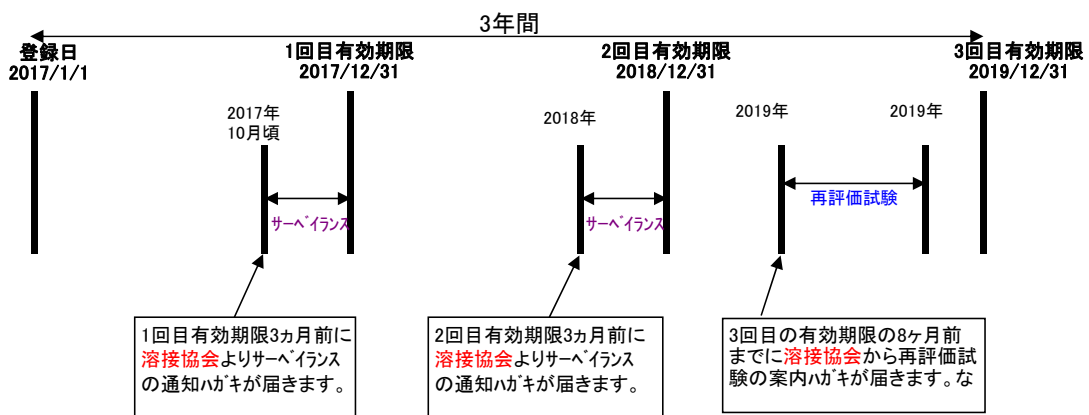 3年間
登録日
2017/1/1
1回目有効期限
2017/12/31
2回目有効期限
2018/12/31
3回目有効期限
2019/12/31
2017年
10月頃
2018年
2019年
2019年
サーベイランス
サーベイランス
再評価試験
1回目有効期限3ヵ月前に
溶接協会よりサーベイランス
の通知ハガキが届きます。
2回目有効期限3ヵ月前に
溶接協会よりサーベイランス
の通知ハガキが届きます。
3回目の有効期限の8ヶ月前
までに溶接協会から再評価試
験の案内ハガキが届きます。な